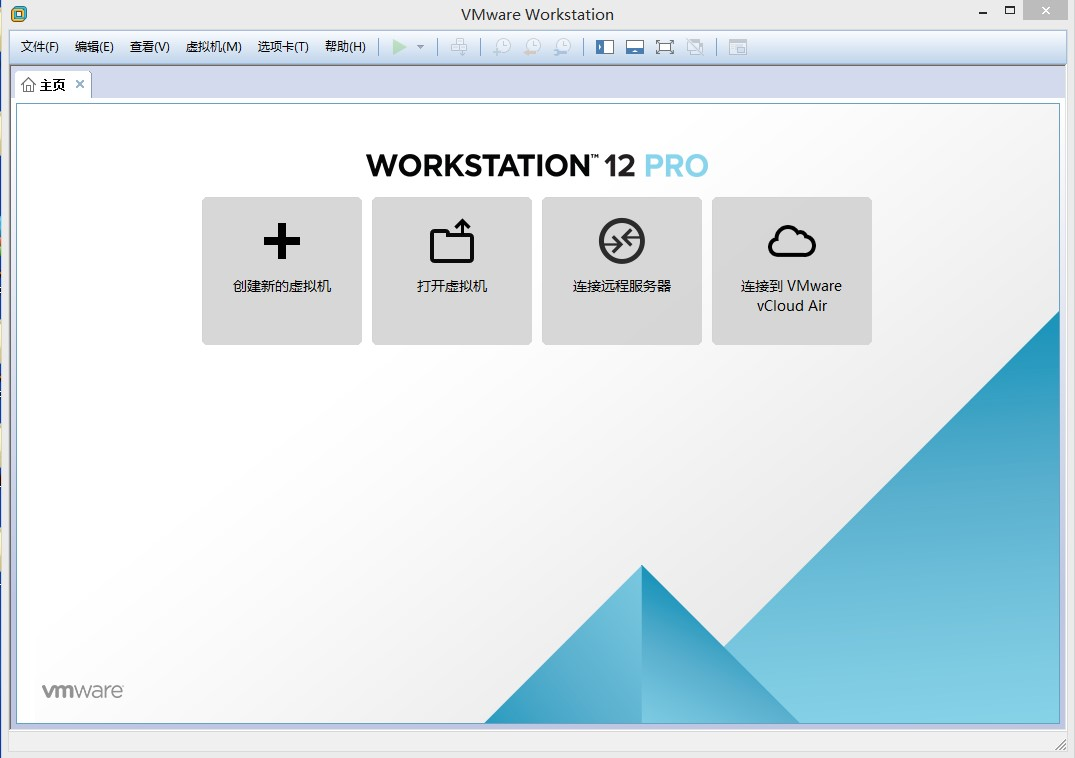 VMware Workstation
文件(F) 编辑(E) 查看(V) 虚拟机(M) 选项卡(T) 帮助(H)
主页
WORKSTATION™ 12 PRO
创建新的虚拟机
打开虚拟机
连接远程服务器
连接到 VMware
vCloud Air
vmware